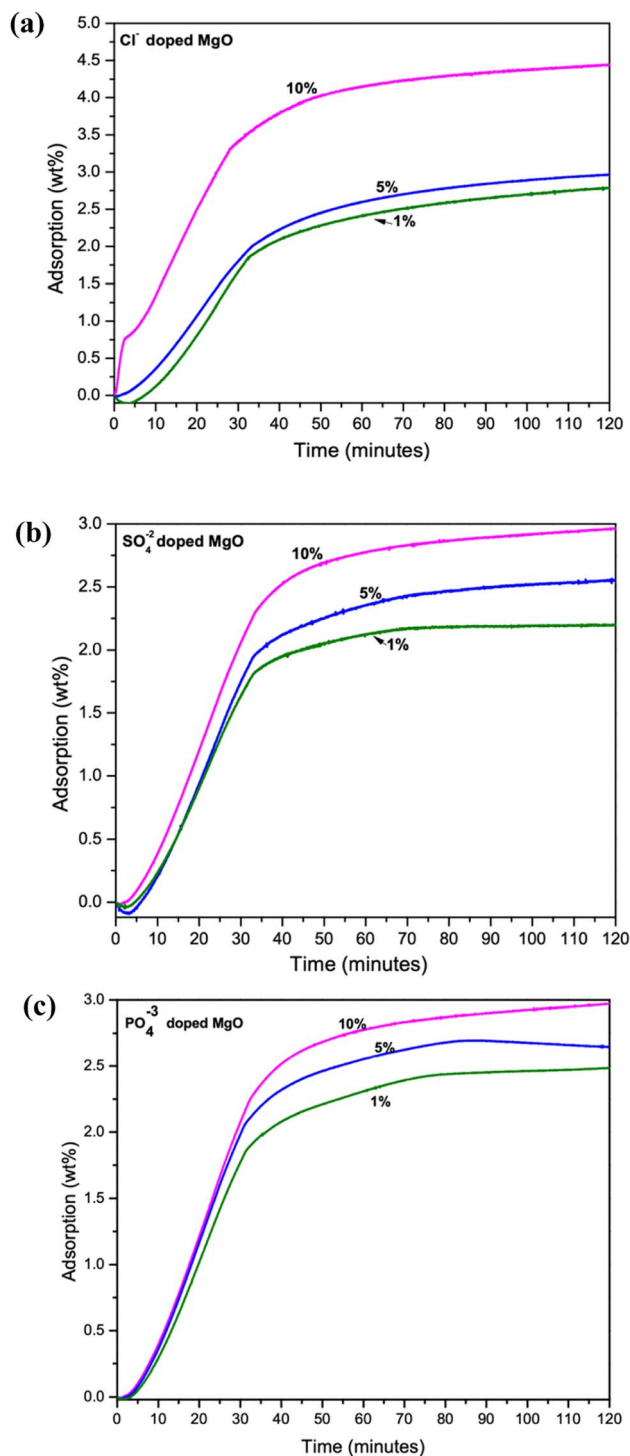 (a)
Cl⁻ doped MgO
5.0
4.5
4.0
3.5
3.0
2.5
2.0
1.5
1.0
0.5
0.0
Adsorption (wt%)
10%
5%
1%
0 10 20 30 40 50 60 70 80 90 100 110 120
Time (minutes)
(b)
SO₄⁻² doped MgO
3.0
2.5
2.0
1.5
1.0
0.5
0.0
Adsorption (wt%)
10%
5%
1%
0 10 20 30 40 50 60 70 80 90 100 110 120
Time (minutes)
(c)
PO₄⁻³ doped MgO
3.0
2.5
2.0
1.5
1.0
0.5
0.0
Adsorption (wt%)
10%
5%
1%
0 10 20 30 40 50 60 70 80 90 100 110 120
Time (minutes)